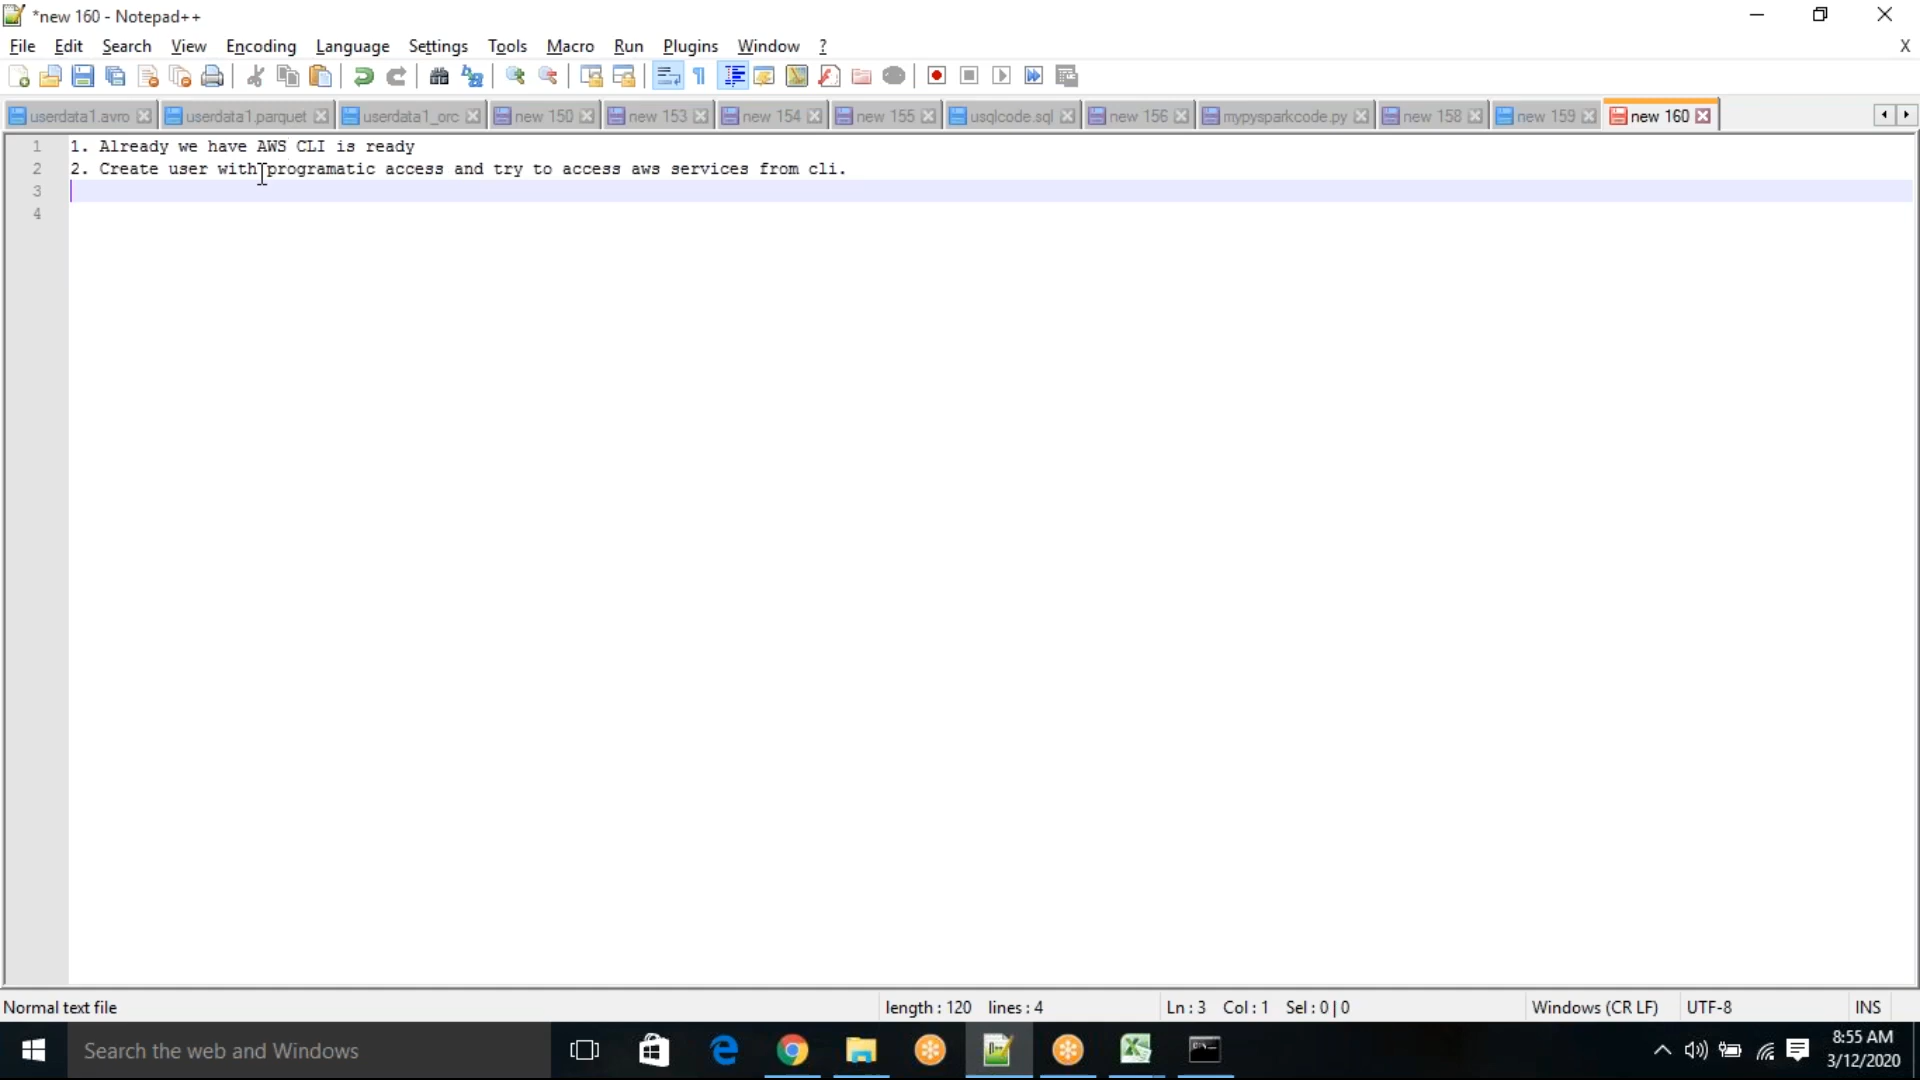 *new 160 - Notepad++
File Edit Search View Encoding Language Settings Tools Macro Run Plugins Window ? X
userdata1.avro userdata1.parquet userdata1_orc new 150 new 153 new 154 new 155 usqlcode.sql new 156 mypysparkcode.py new 158 new 159 new 160
1 1. Already we have AWS CLI is ready
2 2. Create user with programatic access and try to access aws services from cli.
3
4
Normal text file length : 120 lines : 4 Ln : 3 Col : 1 Sel : 0 | 0 Windows (CR LF) UTF-8 INS
Search the web and Windows
8:55 AM
3/12/2020